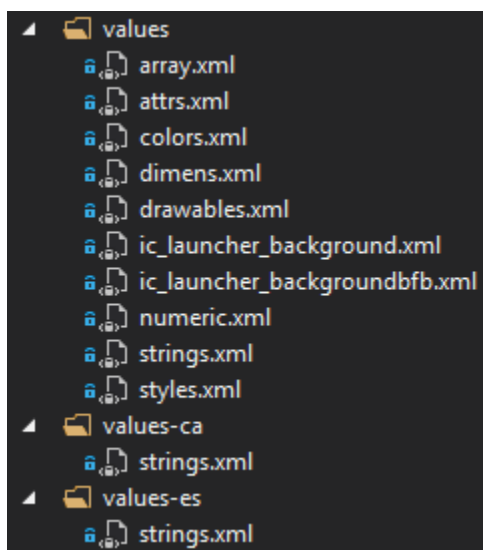 values
array.xml
attrs.xml
colors.xml
dimens.xml
drawables.xml
ic_launcher_background.xml
ic_launcher_backgroundbfb.xml
numeric.xml
strings.xml
styles.xml
values-ca
strings.xml
values-es
strings.xml